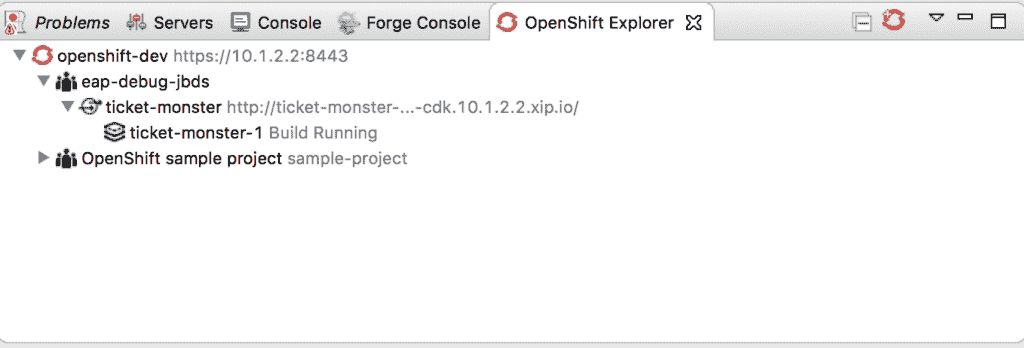 Problems Servers Console Forge Console OpenShift Explorer
openshift-dev https://10.1.2.2:8443
eap-debug-jbds
ticket-monster http://ticket-monster-...-cdk.10.1.2.2.xip.io/
ticket-monster-1 Build Running
OpenShift sample project sample-project